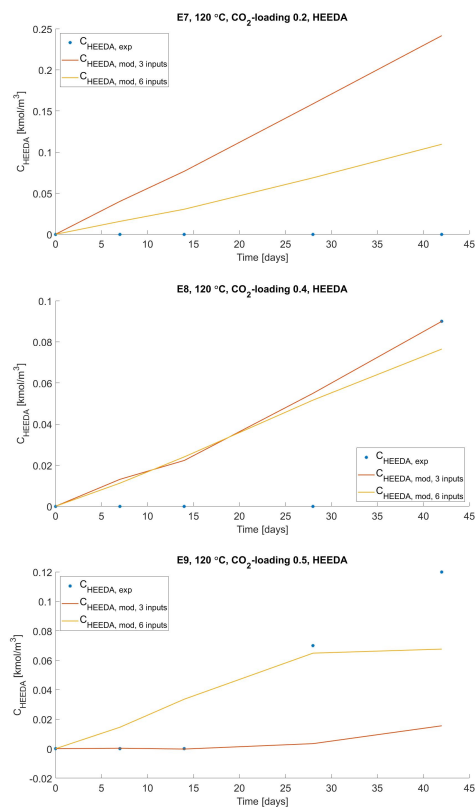 E7, 120 °C, CO2-loading 0.2, HEEDA
C_HEEDA [kmol/m^3]
0.25
0.2
0.15
0.1
0.05
0
C_HEEDA, exp
C_HEEDA, mod, 3 inputs
C_HEEDA, mod, 6 inputs
0 5 10 15 20 25 30 35 40 45
Time [days]
E8, 120 °C, CO2-loading 0.4, HEEDA
C_HEEDA [kmol/m^3]
0.1
0.08
0.06
0.04
0.02
0
C_HEEDA, exp
C_HEEDA, mod, 3 inputs
C_HEEDA, mod, 6 inputs
0 5 10 15 20 25 30 35 40 45
Time [days]
E9, 120 °C, CO2-loading 0.5, HEEDA
C_HEEDA [kmol/m^3]
0.12
0.1
0.08
0.06
0.04
0.02
0
-0.02
C_HEEDA, exp
C_HEEDA, mod, 3 inputs
C_HEEDA, mod, 6 inputs
0 5 10 15 20 25 30 35 40 45
Time [days]